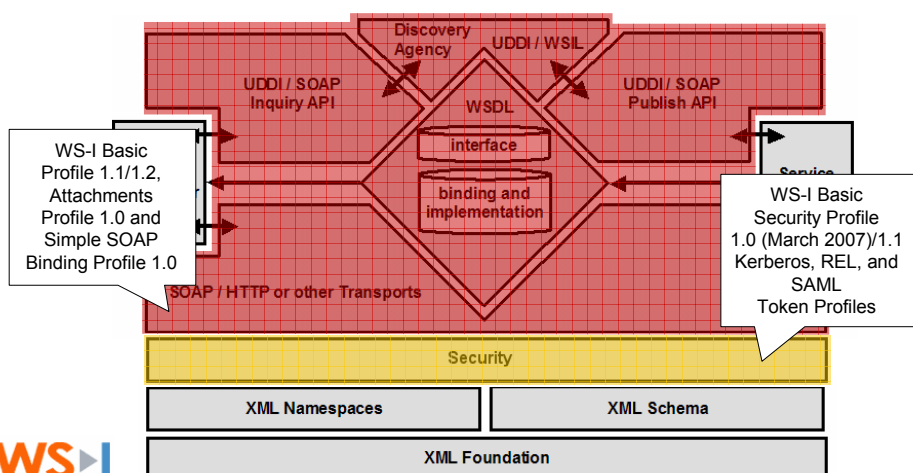 Discovery
Agency
UDDI / WSIL
UDDI / SOAP
Inquiry API
UDDI / SOAP
Publish API
WSDL
interface
binding and
implementation
WS-I Basic
Profile 1.1/1.2,
Attachments
Profile 1.0 and
Simple SOAP
Binding Profile 1.0
Service
WS-I Basic
Security Profile
1.0 (March 2007)/1.1
Kerberos, REL, and
SAML
Token Profiles
SOAP / HTTP or other Transports
Security
XML Namespaces
XML Schema
XML Foundation
WS-I